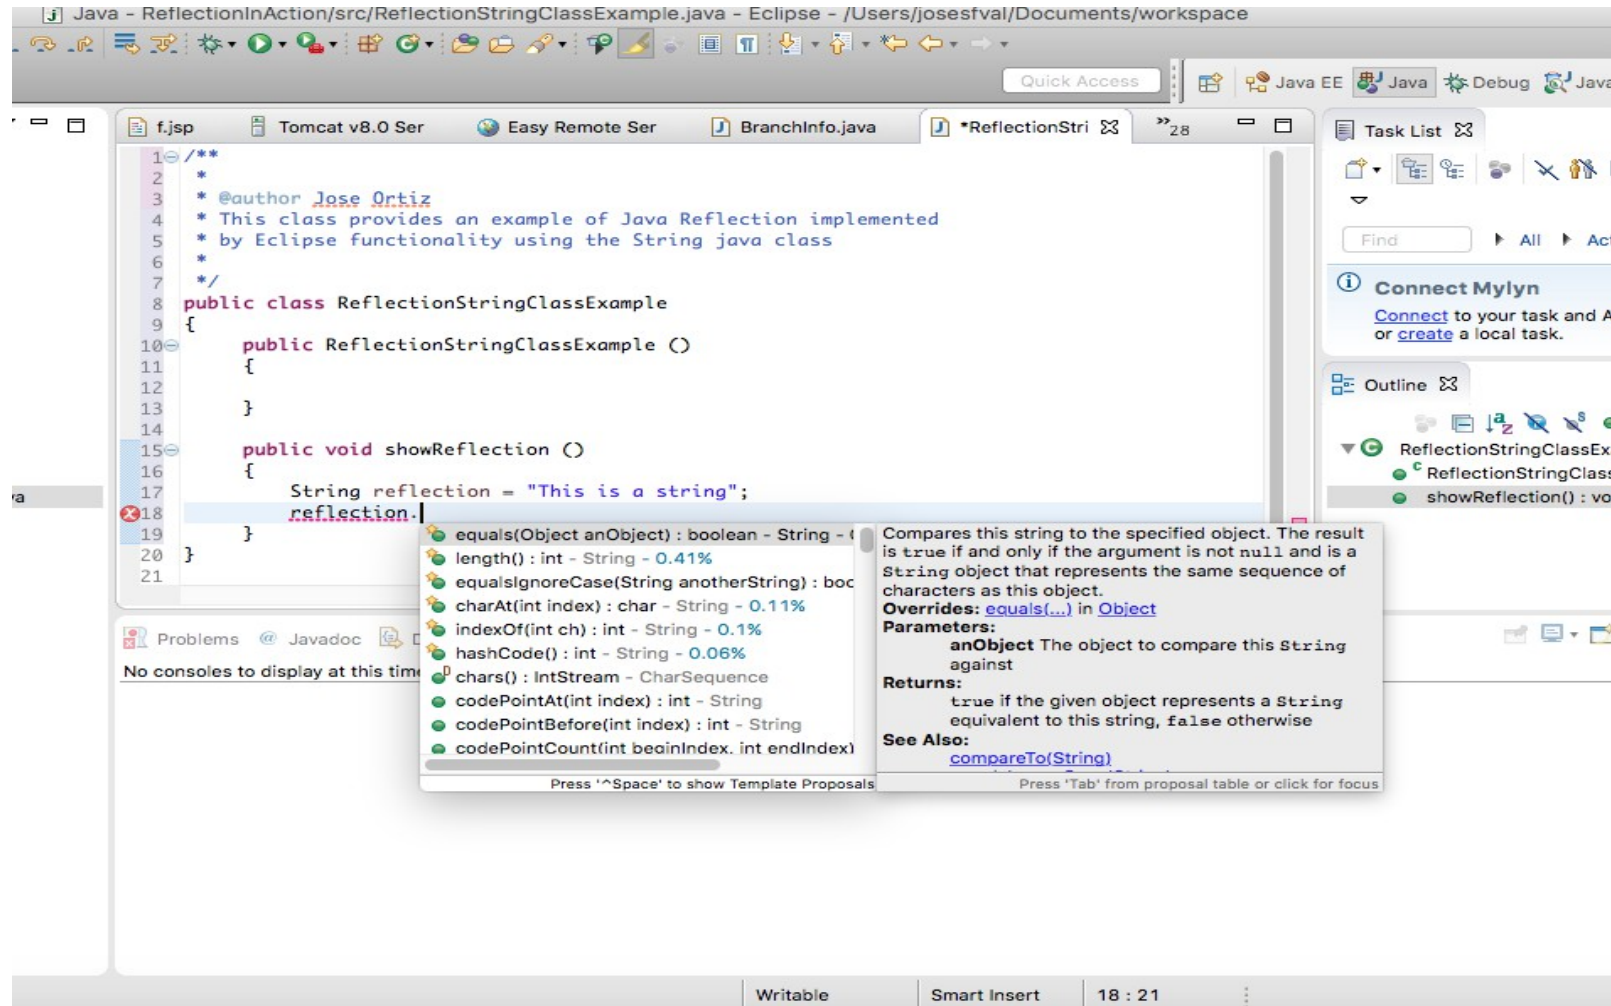 Java - ReflectionInAction/src/ReflectionStringClassExample.java - Eclipse - /Users/josesfval/Documents/workspace
Quick Access
Java EE
Java
Debug
Java
f.jsp
Tomcat v8.0 Ser
Easy Remote Ser
BranchInfo.java
*ReflectionStri
»28
Task List
1 /**
2 *
3 * @author Jose Ortiz
4 * This class provides an example of Java Reflection implemented
5 * by Eclipse functionality using the String java class
6 *
7 */
8 public class ReflectionStringClassExample
9 {
10 public ReflectionStringClassExample ()
11 {
12
13 }
14
15 public void showReflection ()
16 {
17 String reflection = "This is a string";
18 reflection.
19 }
20 }
21
va
Find
All
Connect Mylyn
Connect to your task and A
or create a local task.
Outline
ReflectionStringClassEx
ReflectionStringClass
showReflection() : vo
equals(Object anObject) : boolean - String - 
length() : int - String - 0.41%
equalsIgnoreCase(String anotherString) : boo
charAt(int index) : char - String - 0.11%
indexOf(int ch) : int - String - 0.1%
hashCode() : int - String - 0.06%
chars() : IntStream - CharSequence
codePointAt(int index) : int - String
codePointBefore(int index) : int - String
codePointCount(int beginIndex, int endIndex)
Press '^Space' to show Template Proposals
Compares this string to the specified object. The result
is true if and only if the argument is not null and is a
String object that represents the same sequence of
characters as this object.
Overrides: equals(...) in Object
Parameters:
anObject The object to compare this String
against
Returns:
true if the given object represents a String
equivalent to this string, false otherwise
See Also:
compareTo(String)
Press 'Tab' from proposal table or click for focus
Problems
@ Javadoc
No consoles to display at this time
Writable
Smart Insert
18 : 21